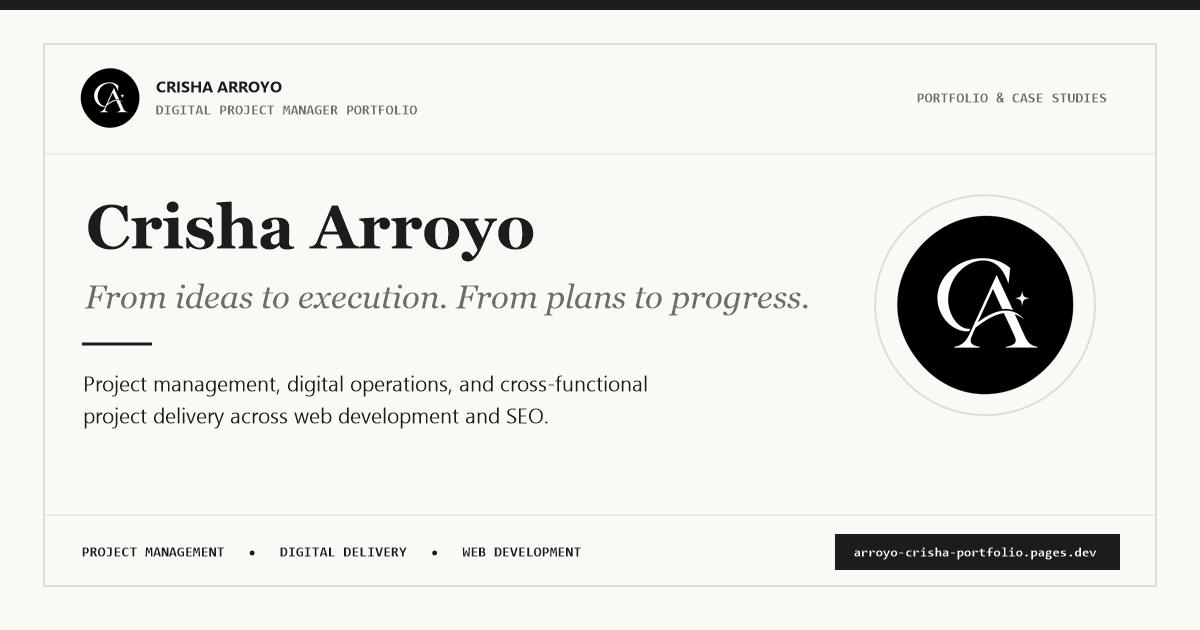 CA
CRISHA ARROYO
DIGITAL PROJECT MANAGER PORTFOLIO
PORTFOLIO & CASE STUDIES
Crisha Arroyo
From ideas to execution. From plans to progress.
CA
Project management, digital operations, and cross-functional
project delivery across web development and SEO.
PROJECT MANAGEMENT • DIGITAL DELIVERY • WEB DEVELOPMENT
arroyo-crisha-portfolio.pages.dev